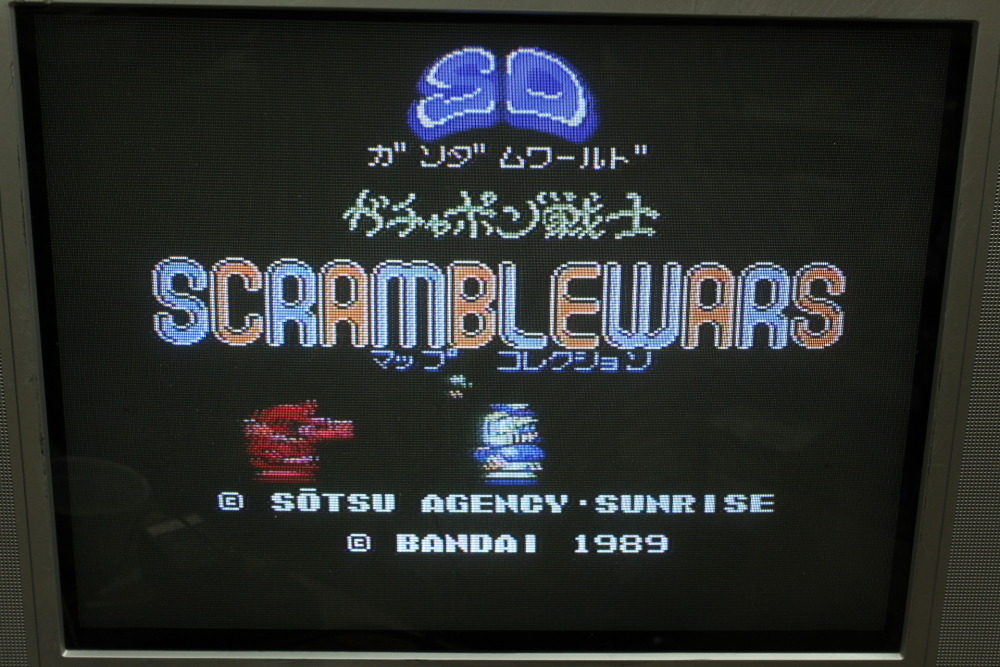 SD
ガンダムワールド
ガチャポン戦士
SCRAMBLEWARS
マップ コレクション
© SŌTSU AGENCY・SUNRISE
© BANDAI 1989